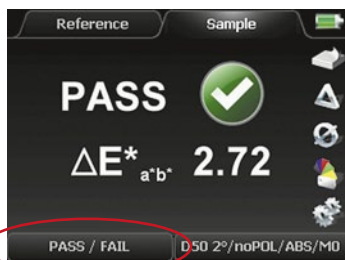 Reference Sample
PASS
ΔE*a*b* 2.72
PASS / FAIL D50 2°/noPOL/ABS/M0